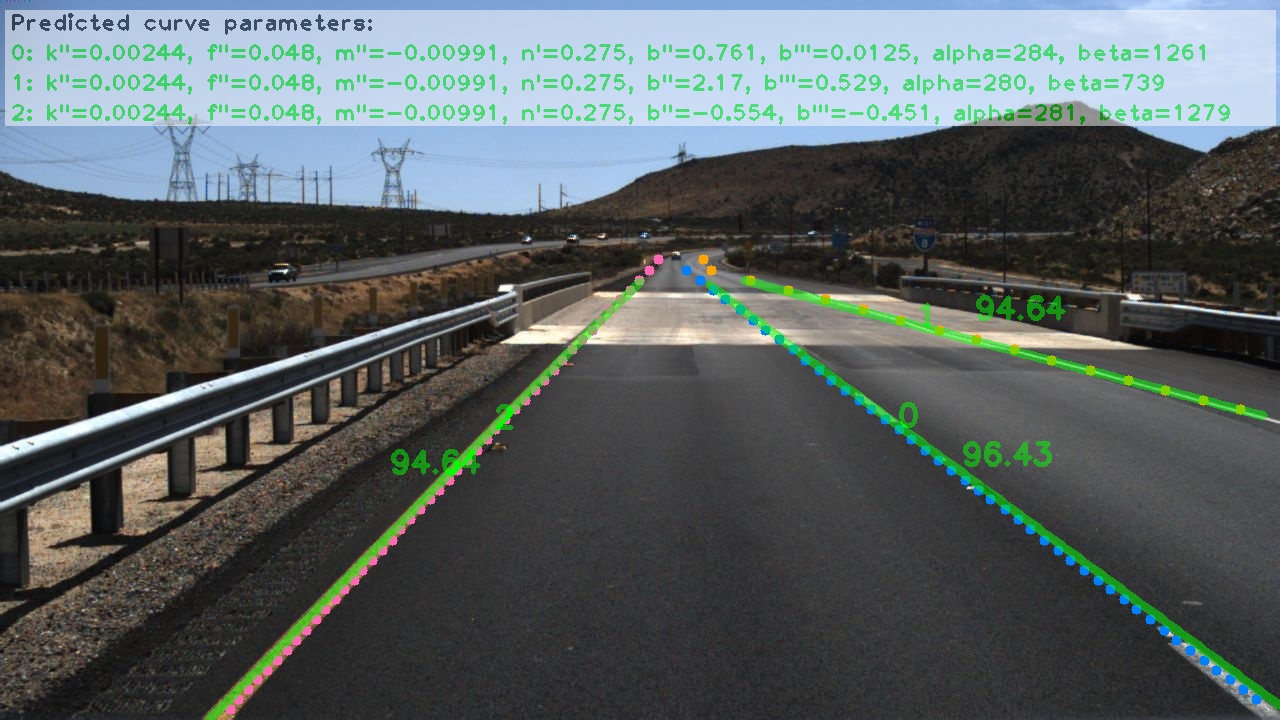 Predicted curve parameters:
0: k"=0.00244, f"=0.048, m"=-0.00991, n'=0.275, b"=0.761, b'''=0.0125, alpha=284, beta=1261
1: k"=0.00244, f"=0.048, m"=-0.00991, n'=0.275, b"=2.17, b'''=0.529, alpha=280, beta=739
2: k"=0.00244, f"=0.048, m"=-0.00991, n'=0.275, b"=-0.554, b'''=-0.451, alpha=281, beta=1279
8
1
94.64
2
0
94.64
96.43